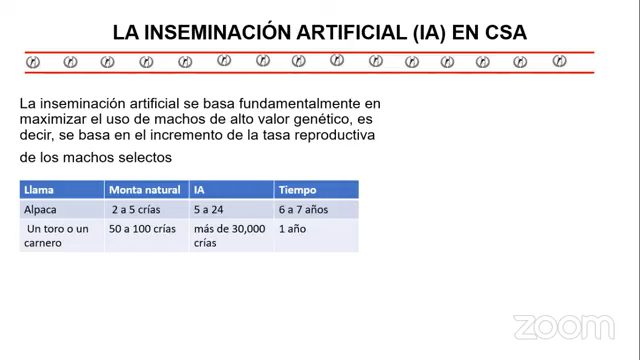 LA INSEMINACIÓN ARTIFICIAL (IA) EN CSA
La inseminación artificial se basa fundamentalmente en
maximizar el uso de machos de alto valor genético, es
decir, se basa en el incremento de la tasa reproductiva
de los machos selectos
Llama Monta natural IA Tiempo
Alpaca 2 a 5 crías 5 a 24 6 a 7 años
Un toro o un carnero 50 a 100 crías más de 30,000 crías 1 año
zoom